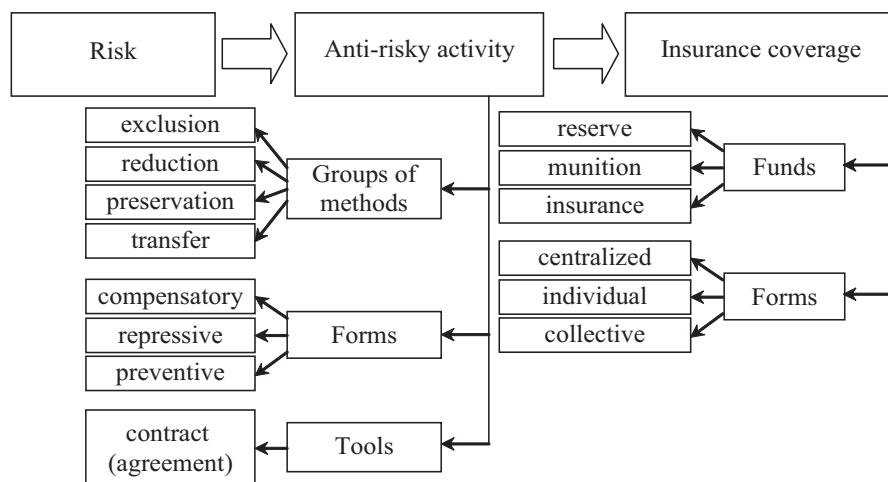 Risk
Anti-risky activity
Insurance coverage
exclusion
reduction
preservation
transfer
Groups of
methods
compensatory
repressive
preventive
Forms
contract
(agreement)
Tools
reserve
munition
insurance
Funds
centralized
individual
collective
Forms